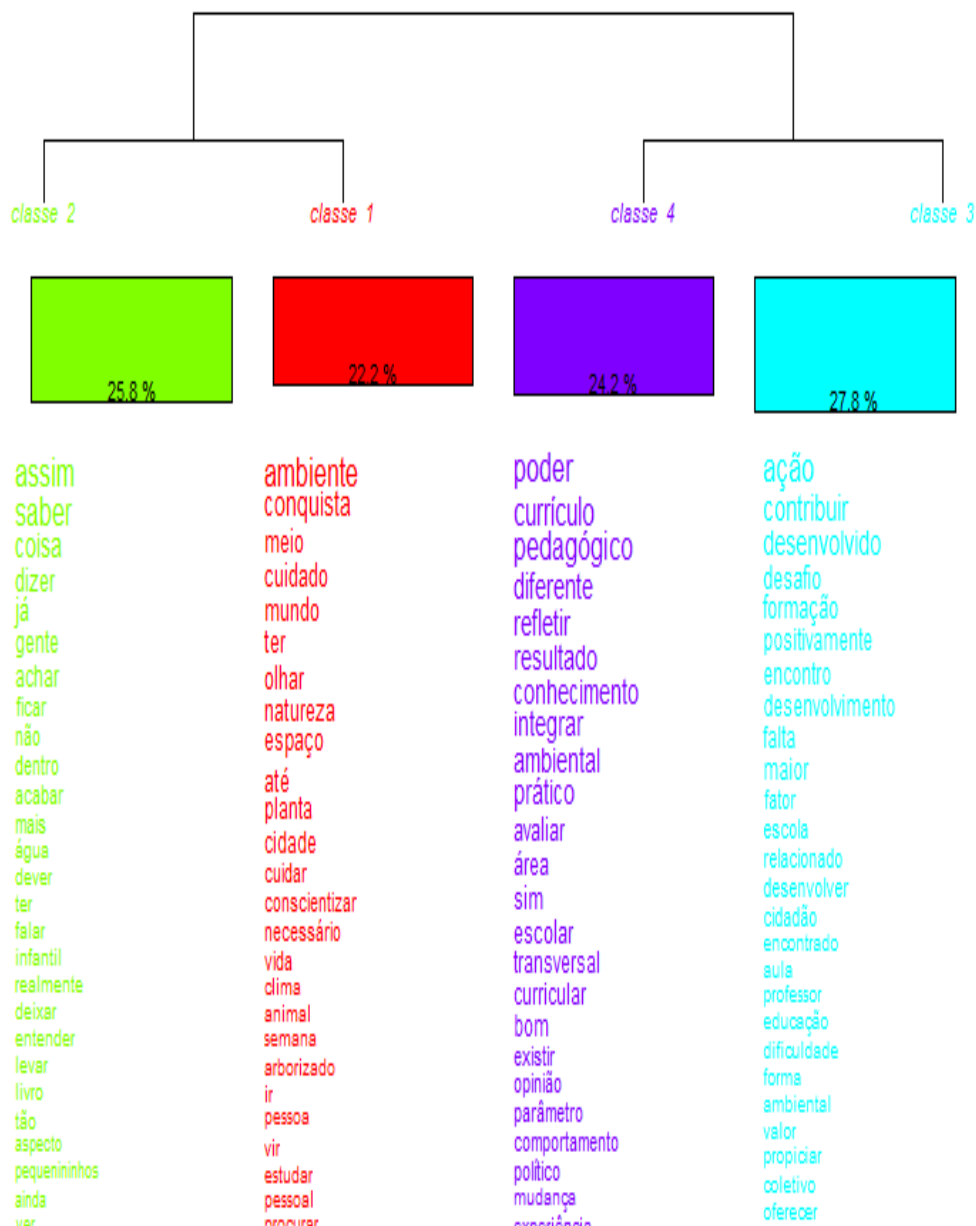 classe 2
classe 1
classe 4
classe 3
25.8 %
22.2 %
24.2 %
27.8 %
assim
saber
coisa
dizer
já
gente
achar
ficar
não
dentro
acabar
mais
água
dever
ter
falar
infantil
realmente
deixar
entender
levar
livro
tão
aspecto
pequenininhos
ainda
ver
ambiente
conquista
meio
cuidado
mundo
ter
olhar
natureza
espaço
até
planta
cidade
cuidar
conscientizar
necessário
vida
clima
animal
semana
arborizado
ir
pessoa
vir
estudar
pessoal
procurar
poder
currículo
pedagógico
diferente
refletir
resultado
conhecimento
integrar
ambiental
prático
avaliar
área
sim
escolar
transversal
curricular
bom
existir
opinião
parâmetro
comportamento
político
mudança
experiência
ação
contribuir
desenvolvido
desafio
formação
positivamente
encontro
desenvolvimento
falta
maior
fator
escola
relacionado
desenvolver
cidadão
encontrado
aula
professor
educação
dificuldade
forma
ambiental
valor
propiciar
coletivo
oferecer